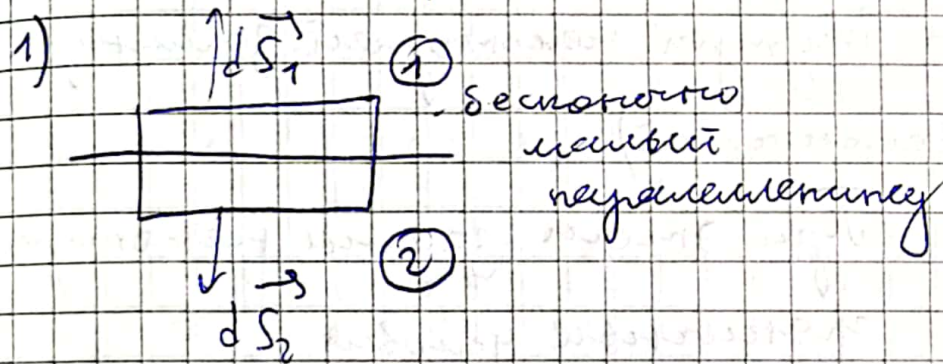 1)
dS₁
①
бесконечно
малый
параллелепипед
②
dS₂